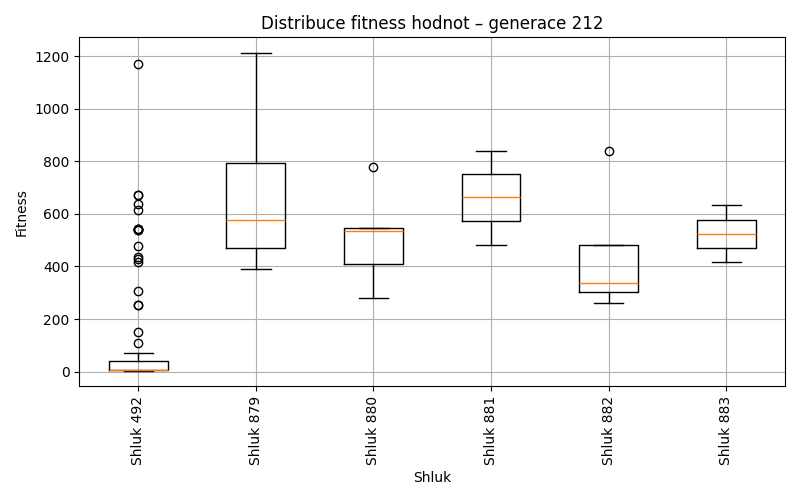 Distribuce fitness hodnot – generace 212
Fitness
1200
1000
800
600
400
200
0
Shluk 492
Shluk 879
Shluk 880
Shluk 881
Shluk 882
Shluk 883
Shluk